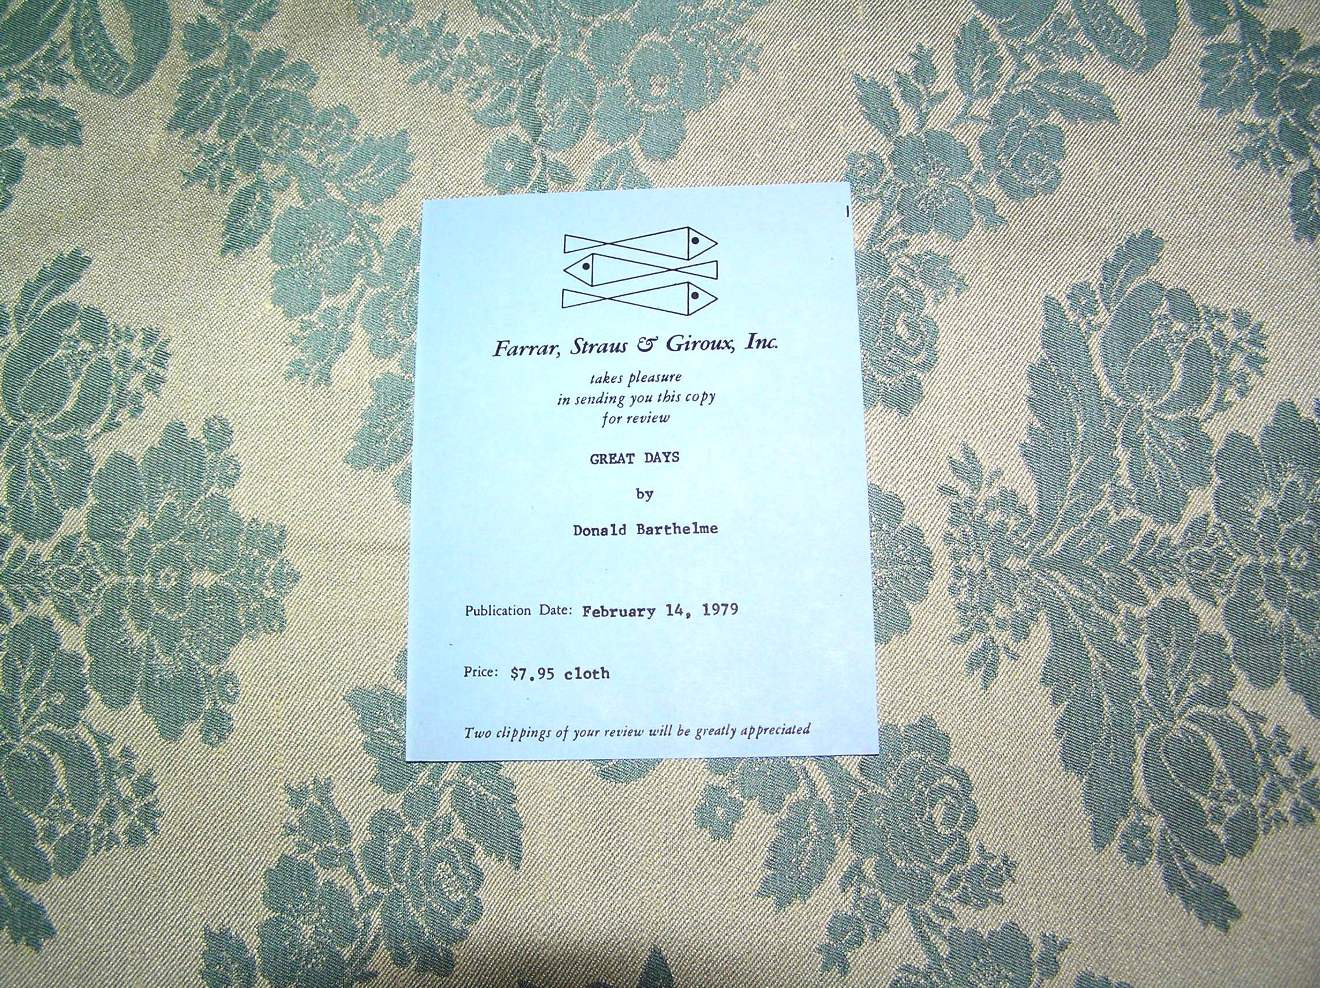 Farrar, Straus & Giroux, Inc.
takes pleasure
in sending you this copy
for review
GREAT DAYS
by
Donald Barthelme
Publication Date: February 14, 1979
Price: $7.95 cloth
Two clippings of your review will be greatly appreciated